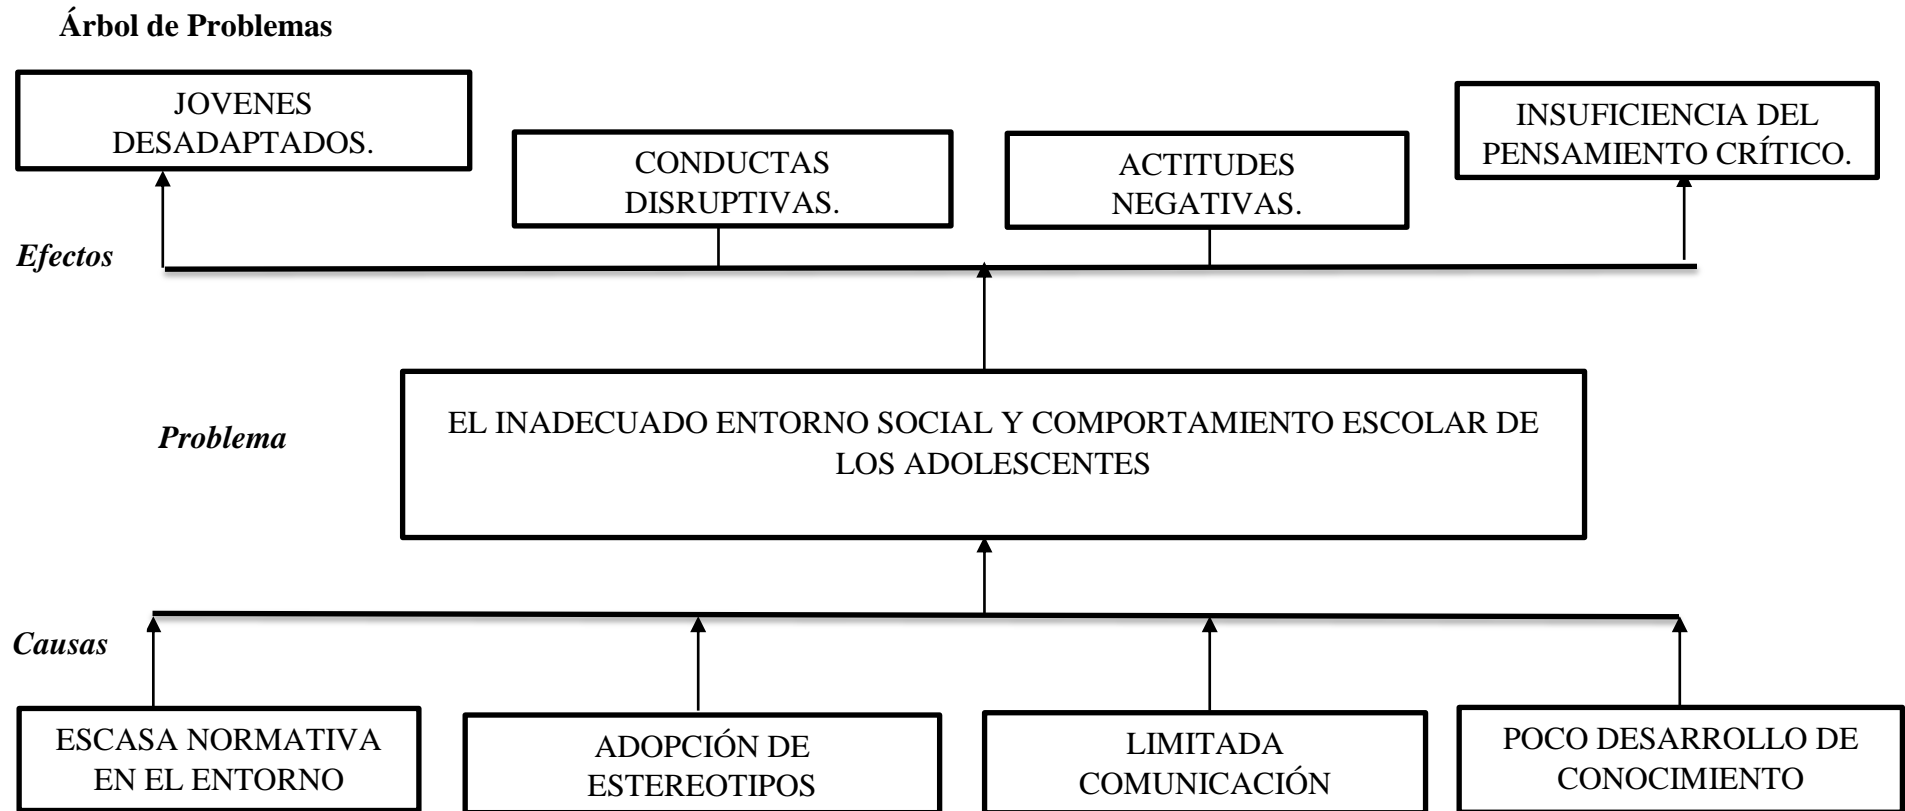 Árbol de Problemas
JOVENES
DESADAPTADOS.
CONDUCTAS
DISRUPTIVAS.
ACTITUDES
NEGATIVAS.
INSUFICIENCIA DEL
PENSAMIENTO CRÍTICO.
Efectos
Problema
EL INADECUADO ENTORNO SOCIAL Y COMPORTAMIENTO ESCOLAR DE
LOS ADOLESCENTES
Causas
ESCASA NORMATIVA
EN EL ENTORNO
ADOPCIÓN DE
ESTEREOTIPOS
LIMITADA
COMUNICACIÓN
POCO DESARROLLO DE
CONOCIMIENTO